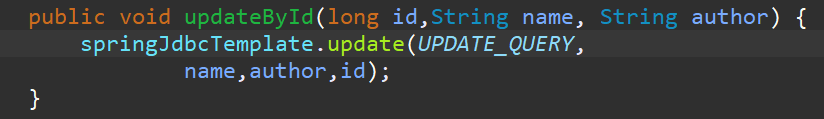 public void updateById(long id,String name, String author) {
springJdbcTemplate.update(UPDATE_QUERY,
name,author,id);
}